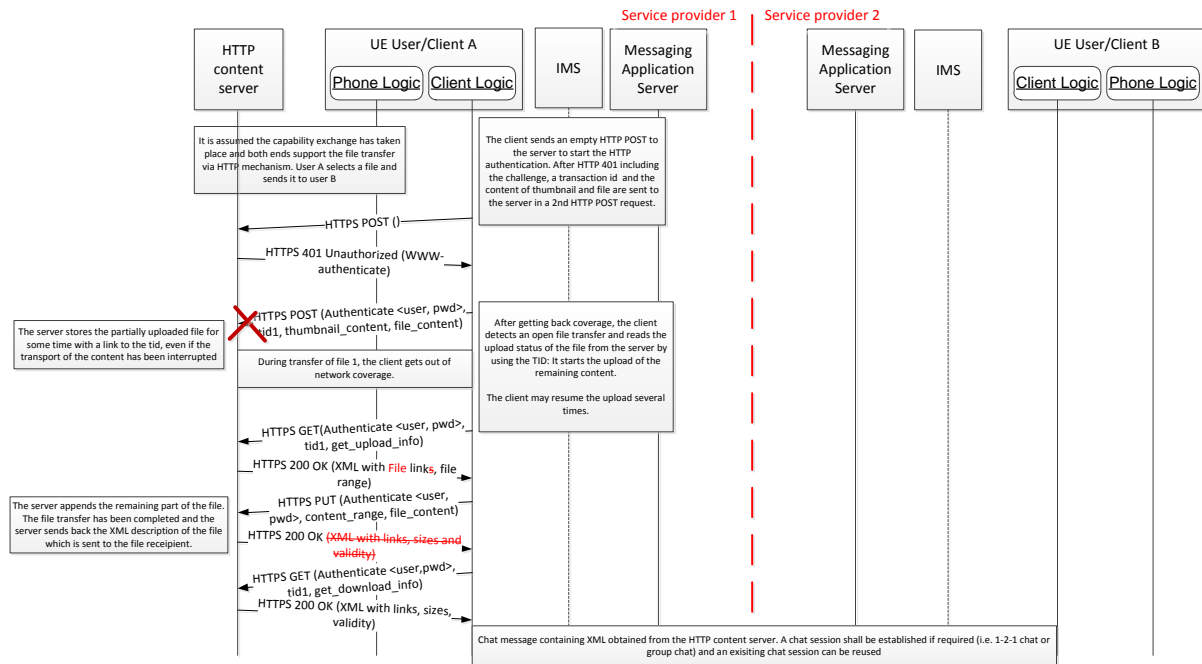 Service provider 1
Service provider 2
HTTP
content
server
UE User/Client A
Phone Logic
Client Logic
IMS
Messaging
Application
Server
Messaging
Application
Server
IMS
UE User/Client B
Client Logic
Phone Logic
It is assumed the capability exchange has taken
place and both ends support the file transfer
via HTTP mechanism. User A selects a file and
sends it to user B
The client sends an empty HTTP POST to
the server to start the HTTP
authentication. After HTTP 401 including
the challenge, a transaction id and the
content of thumbnail and file are sent to
the server in a 2nd HTTP POST request.
HTTPS POST ()
HTTPS 401 Unauthorized (WWW-
authenticate)
HTTPS POST (Authenticate <user, pwd>,
tid1, thumbnail_content, file_content)
The server stores the partially uploaded file for
some time with a link to the tid, even if the
transport of the content has been interrupted
During transfer of file 1, the client gets out of
network coverage.
After getting back coverage, the client
detects an open file transfer and reads the
upload status of the file from the server by
using the TID: It starts the upload of the
remaining content.
The client may resume the upload several
times.
HTTPS GET(Authenticate <user, pwd>,
tid1, get_upload_info)
HTTPS 200 OK (XML with File links, file
range)
HTTPS PUT (Authenticate <user,
pwd>, content_range, file_content)
The server appends the remaining part of the file.
The file transfer has been completed and the
server sends back the XML description of the file
which is sent to the file receipient.
HTTPS 200 OK (XML with links, sizes and
validity)
HTTPS GET (Authenticate <user,pwd>,
tid1, get_download_info)
HTTPS 200 OK (XML with links, sizes,
validity)
Chat message containing XML obtained from the HTTP content server. A chat session shall be established if required (i.e. 1-2-1 chat or
group chat) and an exisiting chat session can be reused